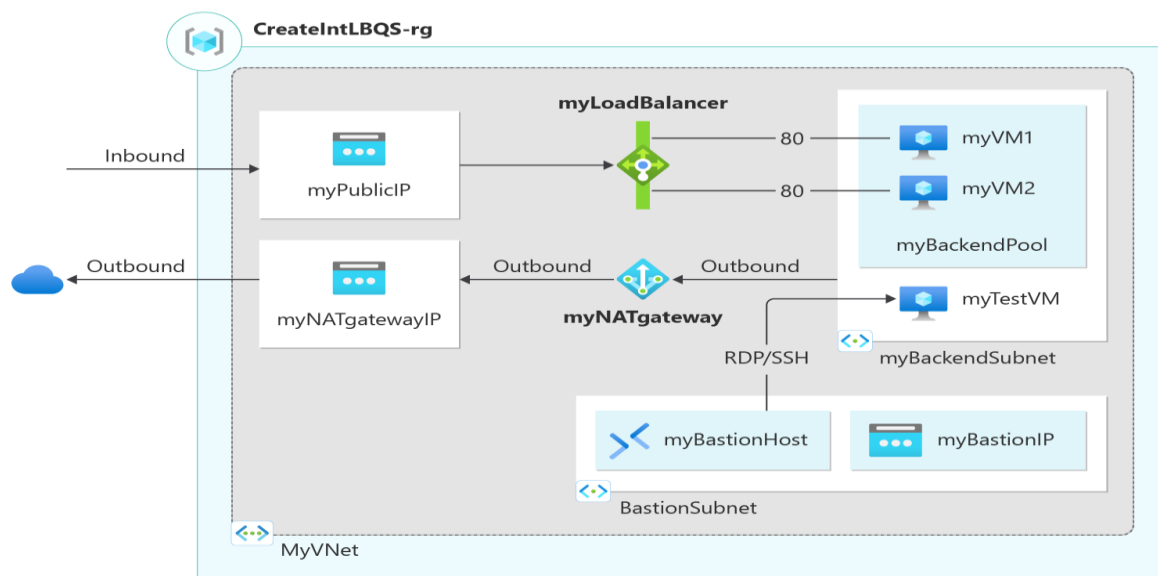 CreateIntLBQS-rg
myLoadBalancer
Inbound
myPublicIP
80
myVM1
80
myVM2
myBackendPool
Outbound
myNATgatewayIP
Outbound
myNATgateway
Outbound
myTestVM
myBackendSubnet
RDP/SSH
myBastionHost
myBastionIP
BastionSubnet
MyVNet